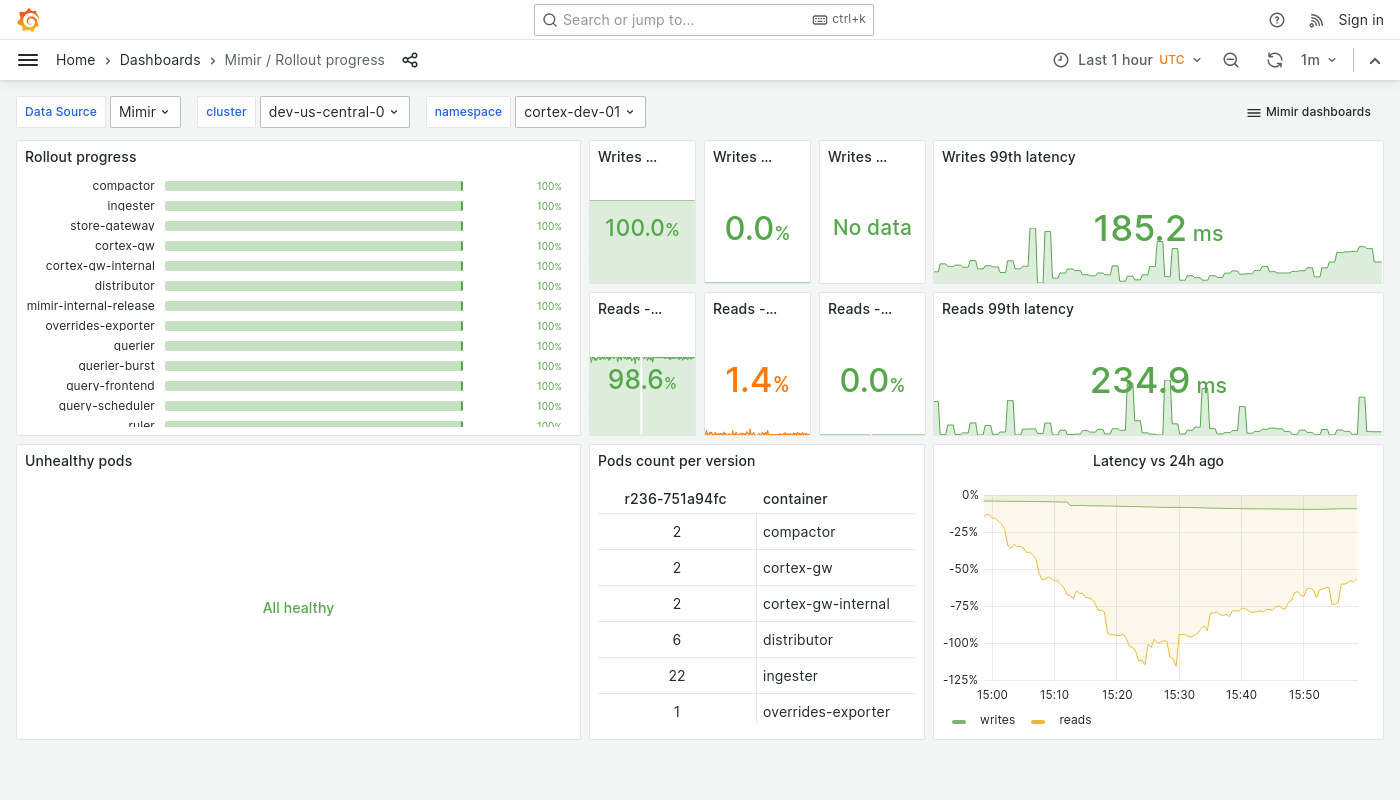 Search or jump to...
ctrl+k
Sign in
Home › Dashboards › Mimir / Rollout progress
Last 1 hour UTC
1m
Data Source
Mimir
cluster
dev-us-central-0
namespace
cortex-dev-01
Mimir dashboards
Rollout progress
compactor 100%
ingester 100%
store-gateway 100%
cortex-gw 100%
cortex-gw-internal 100%
distributor 100%
mimir-internal-release 100%
overrides-exporter 100%
querier 100%
querier-burst 100%
query-frontend 100%
query-scheduler 100%
ruler 100%
Writes ...
100.0%
Writes ...
0.0%
Writes ...
No data
Writes 99th latency
185.2 ms
Reads -...
98.6%
Reads -...
1.4%
Reads -...
0.0%
Reads 99th latency
234.9 ms
Unhealthy pods
All healthy
Pods count per version
r236-751a94fc container
2 compactor
2 cortex-gw
2 cortex-gw-internal
6 distributor
22 ingester
1 overrides-exporter
Latency vs 24h ago
0%
-25%
-50%
-75%
-100%
-125%
15:00 15:10 15:20 15:30 15:40 15:50
writes reads